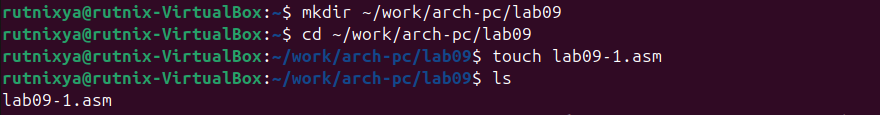 rutnixya@rutnix-VirtualBox:~$ mkdir ~/work/arch-pc/lab09
rutnixya@rutnix-VirtualBox:~$ cd ~/work/arch-pc/lab09
rutnixya@rutnix-VirtualBox:~/work/arch-pc/lab09$ touch lab09-1.asm
rutnixya@rutnix-VirtualBox:~/work/arch-pc/lab09$ ls
lab09-1.asm